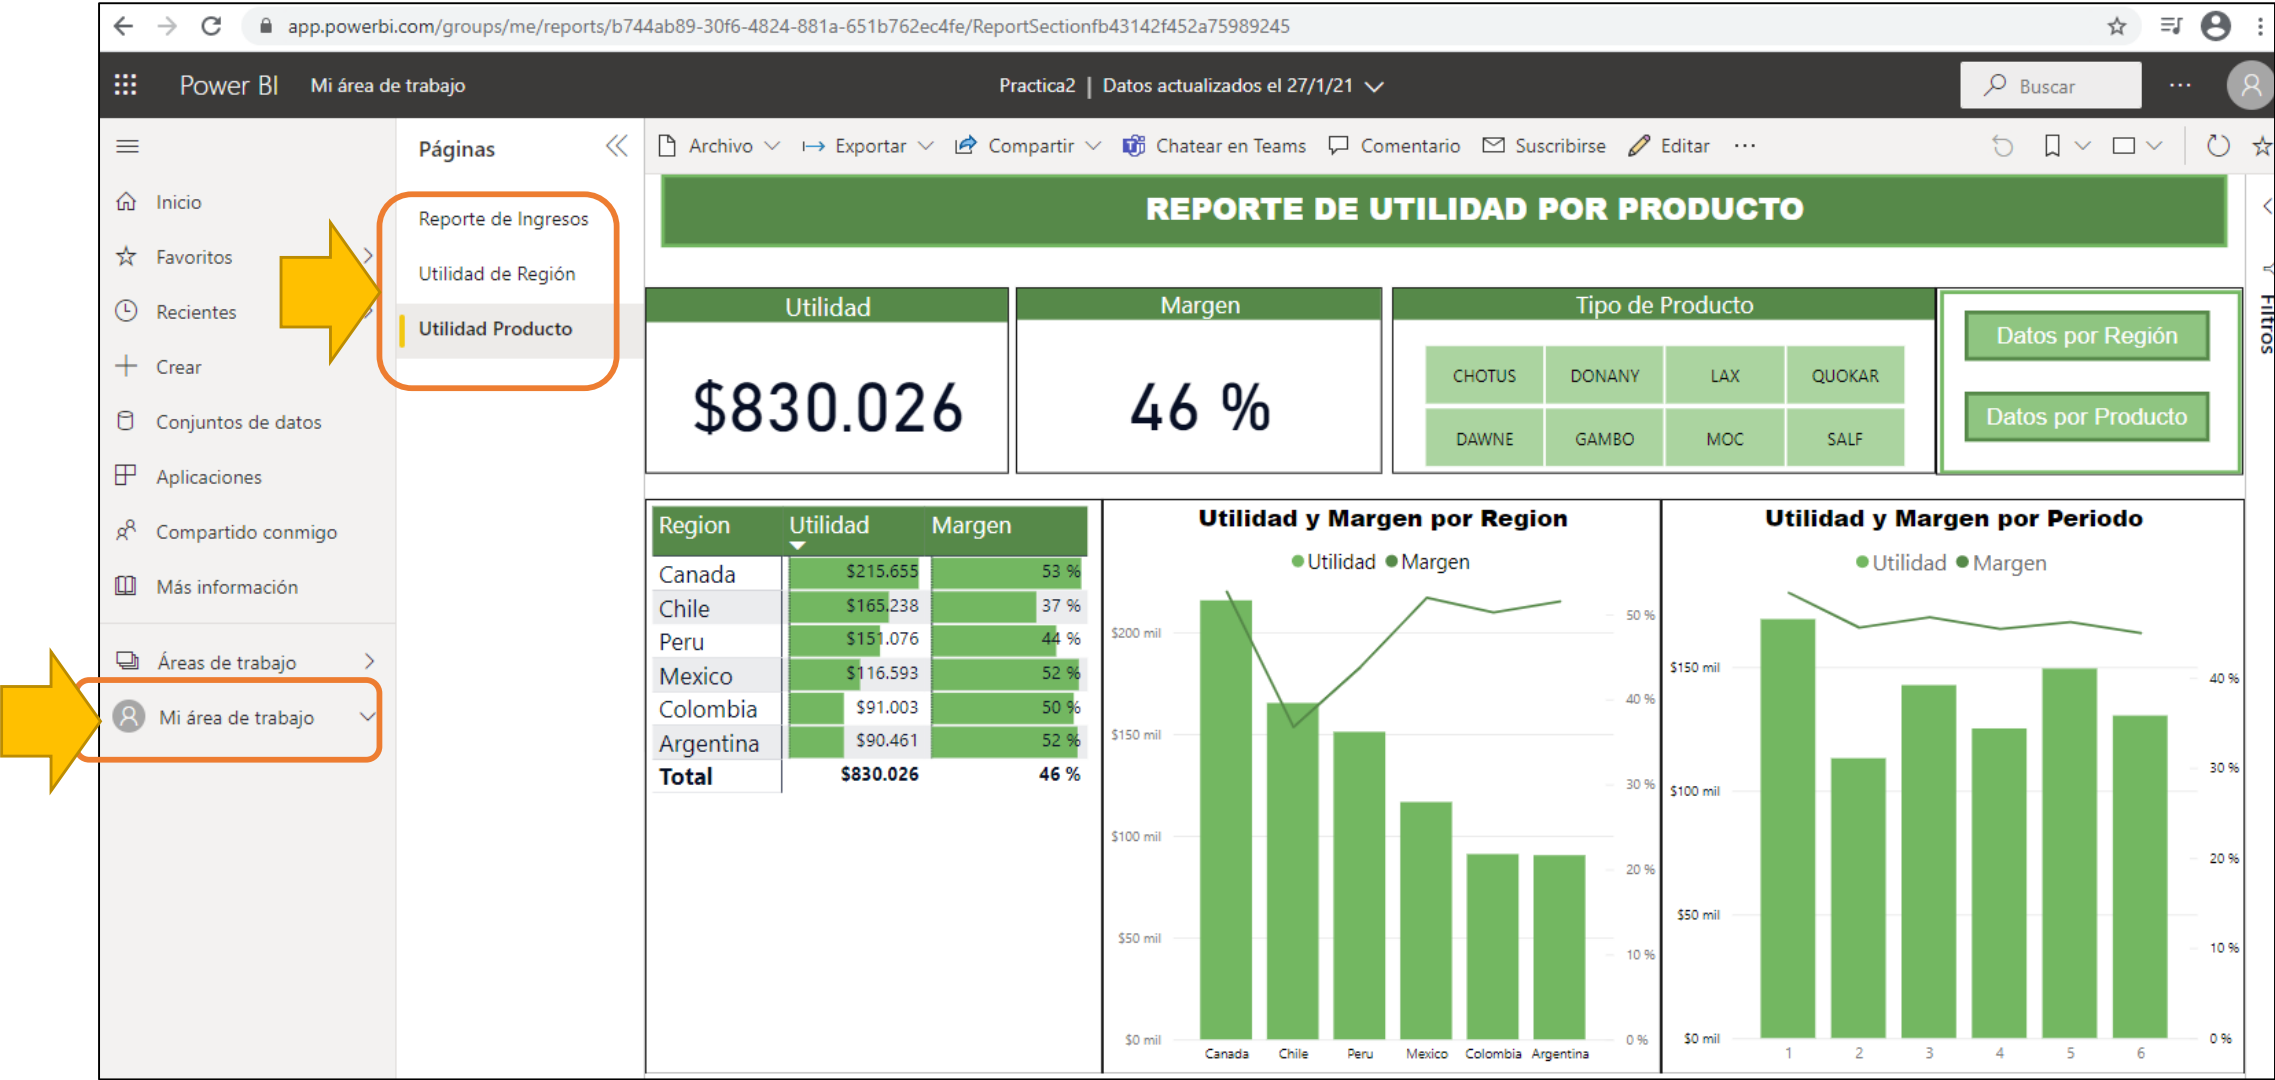 app.powerbi.com/groups/me/reports/b744ab89-30f6-4824-881a-651b762ec4fe/ReportSectionfb43142f452a75989245
Power BI Mi área de trabajo
Practica2 | Datos actualizados el 27/1/21
Buscar
Inicio
Favoritos
Recientes
Crear
Conjuntos de datos
Aplicaciones
Compartido conmigo
Más información
Áreas de trabajo
Mi área de trabajo
Páginas
Reporte de Ingresos
Utilidad de Región
Utilidad Producto
Archivo Exportar Compartir Chatear en Teams Comentario Suscribirse Editar
REPORTE DE UTILIDAD POR PRODUCTO
Utilidad
$830.026
Margen
46 %
Tipo de Producto
CHOTUS DONANY LAX QUOKAR
DAWNE GAMBO MOC SALF
Datos por Región
Datos por Producto
Filtros
Region Utilidad Margen
Canada $215.655 53 %
Chile $165.238 37 %
Peru $151.076 44 %
Mexico $116.593 52 %
Colombia $91.003 50 %
Argentina $90.461 52 %
Total $830.026 46 %
Utilidad y Margen por Region
Utilidad Margen
$200 mil
$150 mil
$100 mil
$50 mil
$0 mil
50 %
40 %
30 %
20 %
10 %
0 %
Canada Chile Peru Mexico Colombia Argentina
Utilidad y Margen por Periodo
Utilidad Margen
$150 mil
$100 mil
$50 mil
$0 mil
40 %
30 %
20 %
10 %
0 %
1 2 3 4 5 6